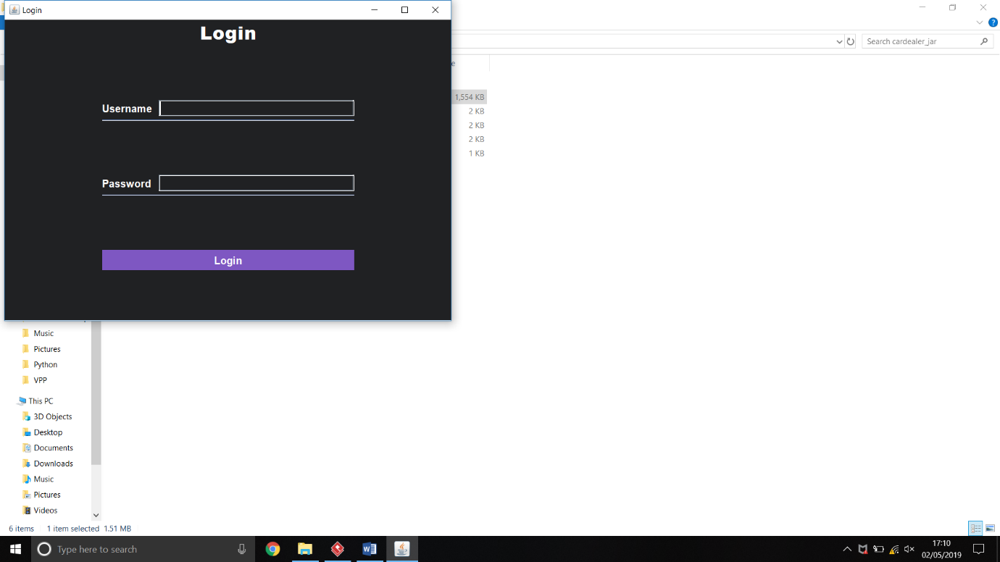 Login
Login
Username
Password
Login
Search cardealer_jar
e
1,554 KB
2 KB
2 KB
2 KB
1 KB
Music
Pictures
Python
VPP
This PC
3D Objects
Desktop
Documents
Downloads
Music
Pictures
Videos
6 items 1 item selected 1.51 MB
Type here to search
17:10
02/05/2019